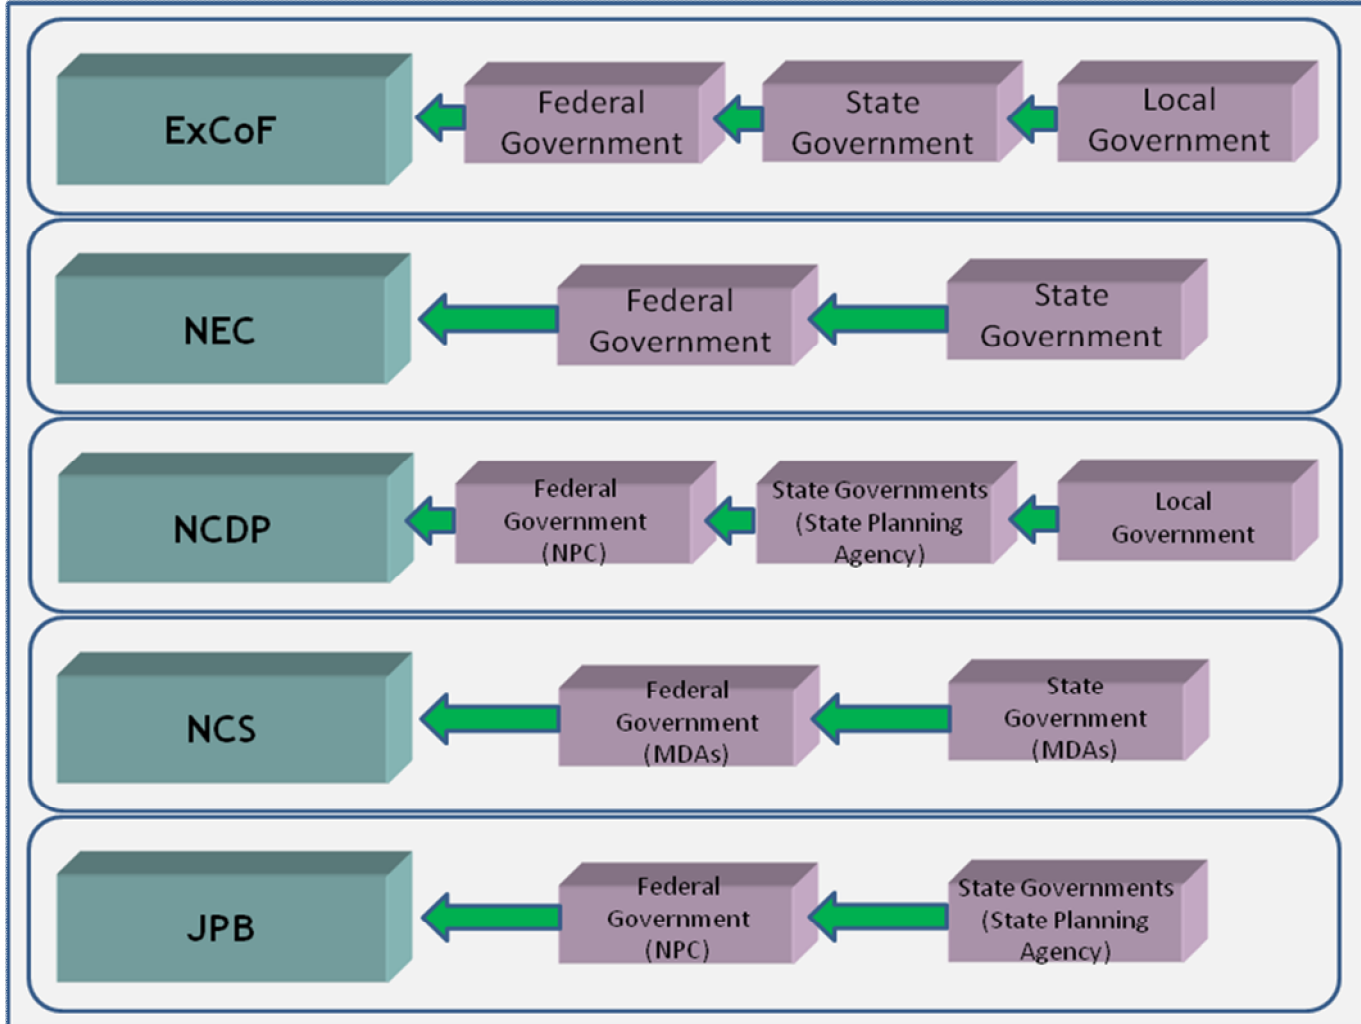 ExCoF
Federal
Government
State
Government
Local
Government
NEC
Federal
Government
State
Government
NCDP
Federal
Government
(NPC)
State Governments
(State Planning
Agency)
Local
Government
NCS
Federal
Government
(MDAs)
State
Government
(MDAs)
JPB
Federal
Government
(NPC)
State Governments
(State Planning
Agency)